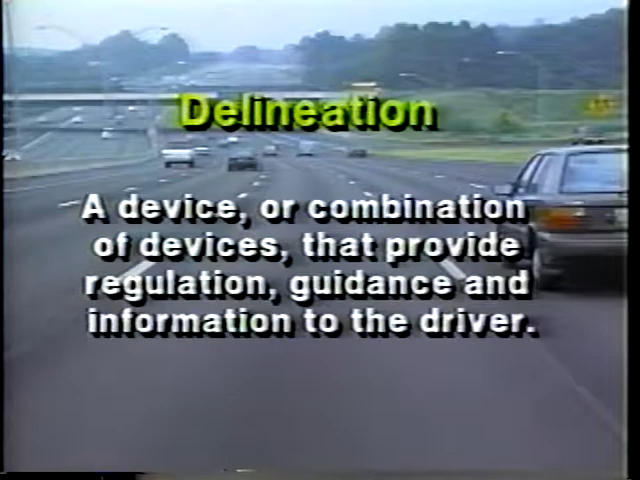 Delineation
A device, or combination
of devices, that provide
regulation, guidance and
information to the driver.